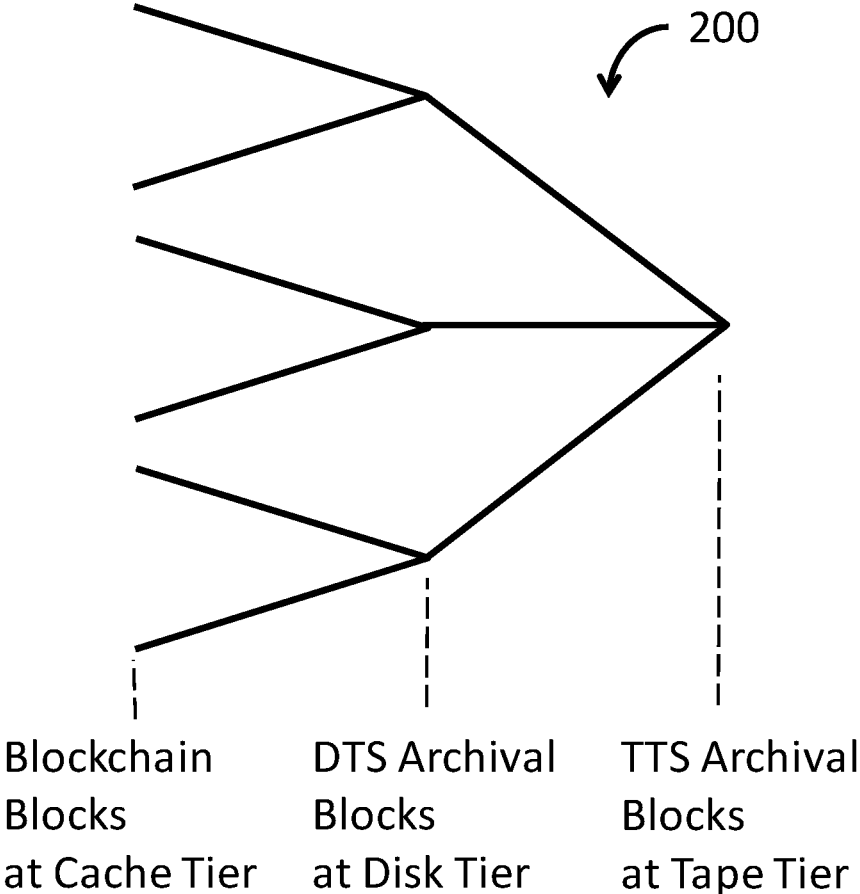 200
Blockchain
Blocks
at Cache Tier
DTS Archival
Blocks
at Disk Tier
TTS Archival
Blocks
at Tape Tier